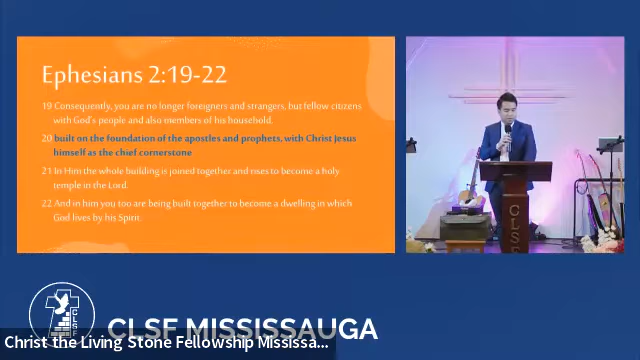 Ephesians 2:19-22
19 Consequently, you are no longer foreigners and strangers, but fellow citizens
with God's people and also members of his household.
20 built on the foundation of the apostles and prophets, with Christ Jesus
himself as the chief cornerstone
21 In Him the whole building is joined together and rises to become a holy
temple in the Lord.
22 And in him you too are being built together to become a dwelling in which
God lives by his Spirit.
CLSF
CLSF
CLSF MISSISSAUGA
Christ the Living Stone Fellowship Mississa...